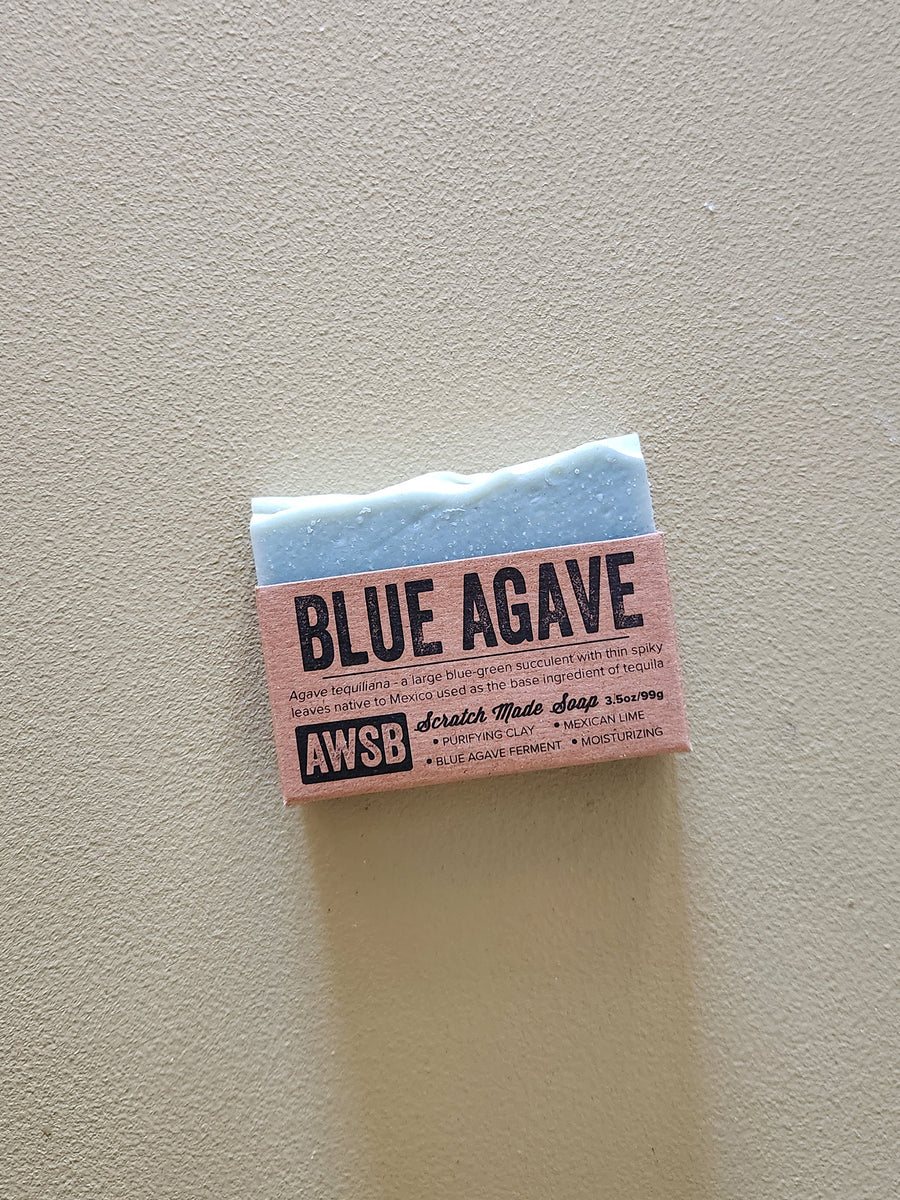 BLUE AGAVE
Agave tequiliana - a large blue-green succulent with thin spiky
leaves native to Mexico used as the base ingredient of tequila
AWSB
Scratch Made Soap 3.5oz/99g
• PURIFYING CLAY • MEXICAN LIME
• BLUE AGAVE FERMENT • MOISTURIZING